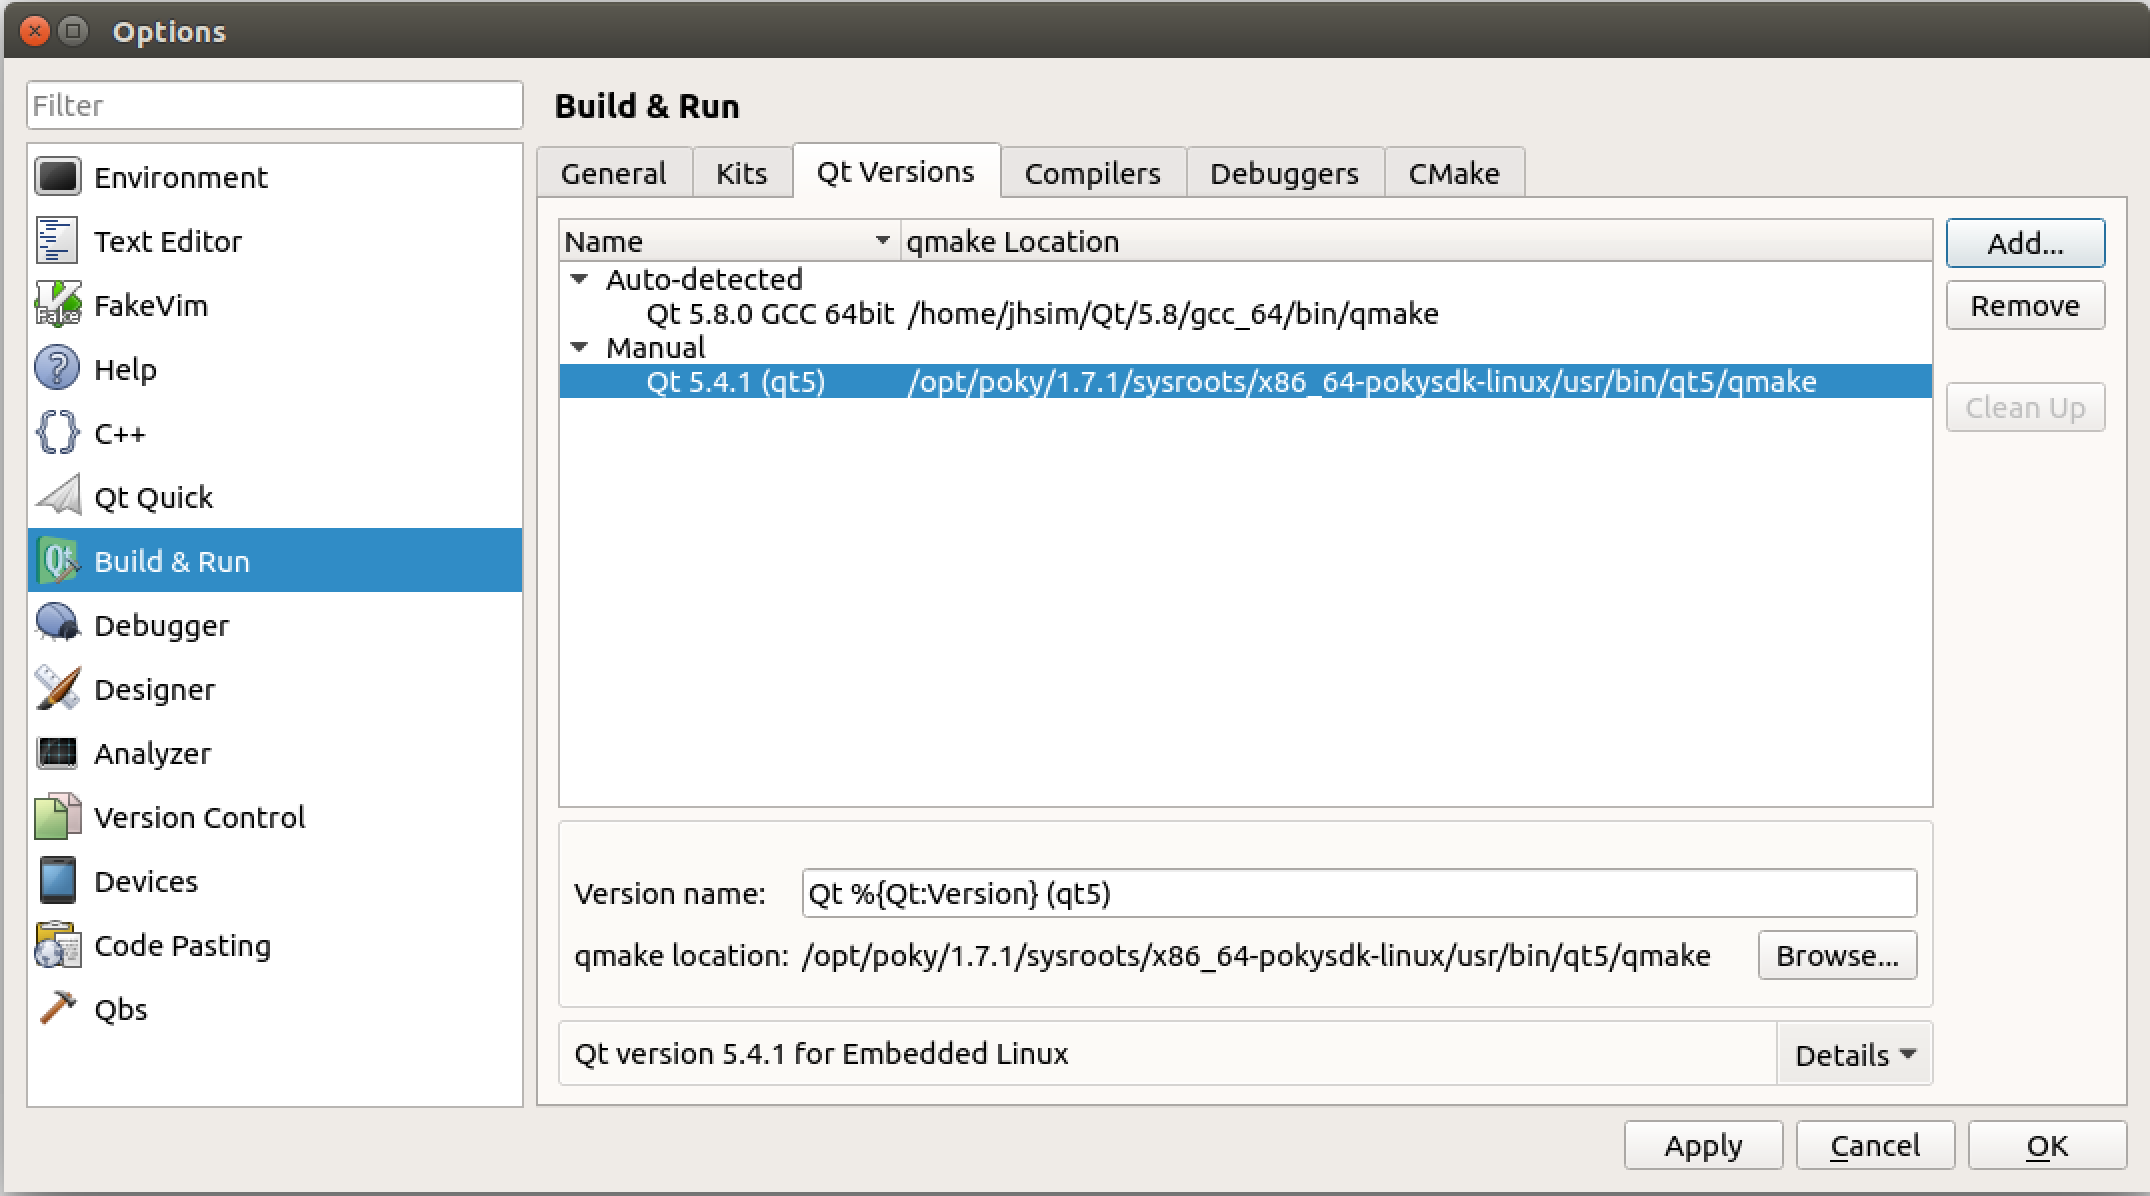 Options
Filter
Environment
Text Editor
FakeVim
Help
C++
Qt Quick
Build & Run
Debugger
Designer
Analyzer
Version Control
Devices
Code Pasting
Qbs
Build & Run
General Kits Qt Versions Compilers Debuggers CMake
Name qmake Location
Auto-detected
Qt 5.8.0 GCC 64bit /home/jhsim/Qt/5.8/gcc_64/bin/qmake
Manual
Qt 5.4.1 (qt5) /opt/poky/1.7.1/sysroots/x86_64-pokysdk-linux/usr/bin/qt5/qmake
Add...
Remove
Clean Up
Version name: Qt %{Qt:Version} (qt5)
qmake location: /opt/poky/1.7.1/sysroots/x86_64-pokysdk-linux/usr/bin/qt5/qmake Browse...
Qt version 5.4.1 for Embedded Linux Details
Apply Cancel OK